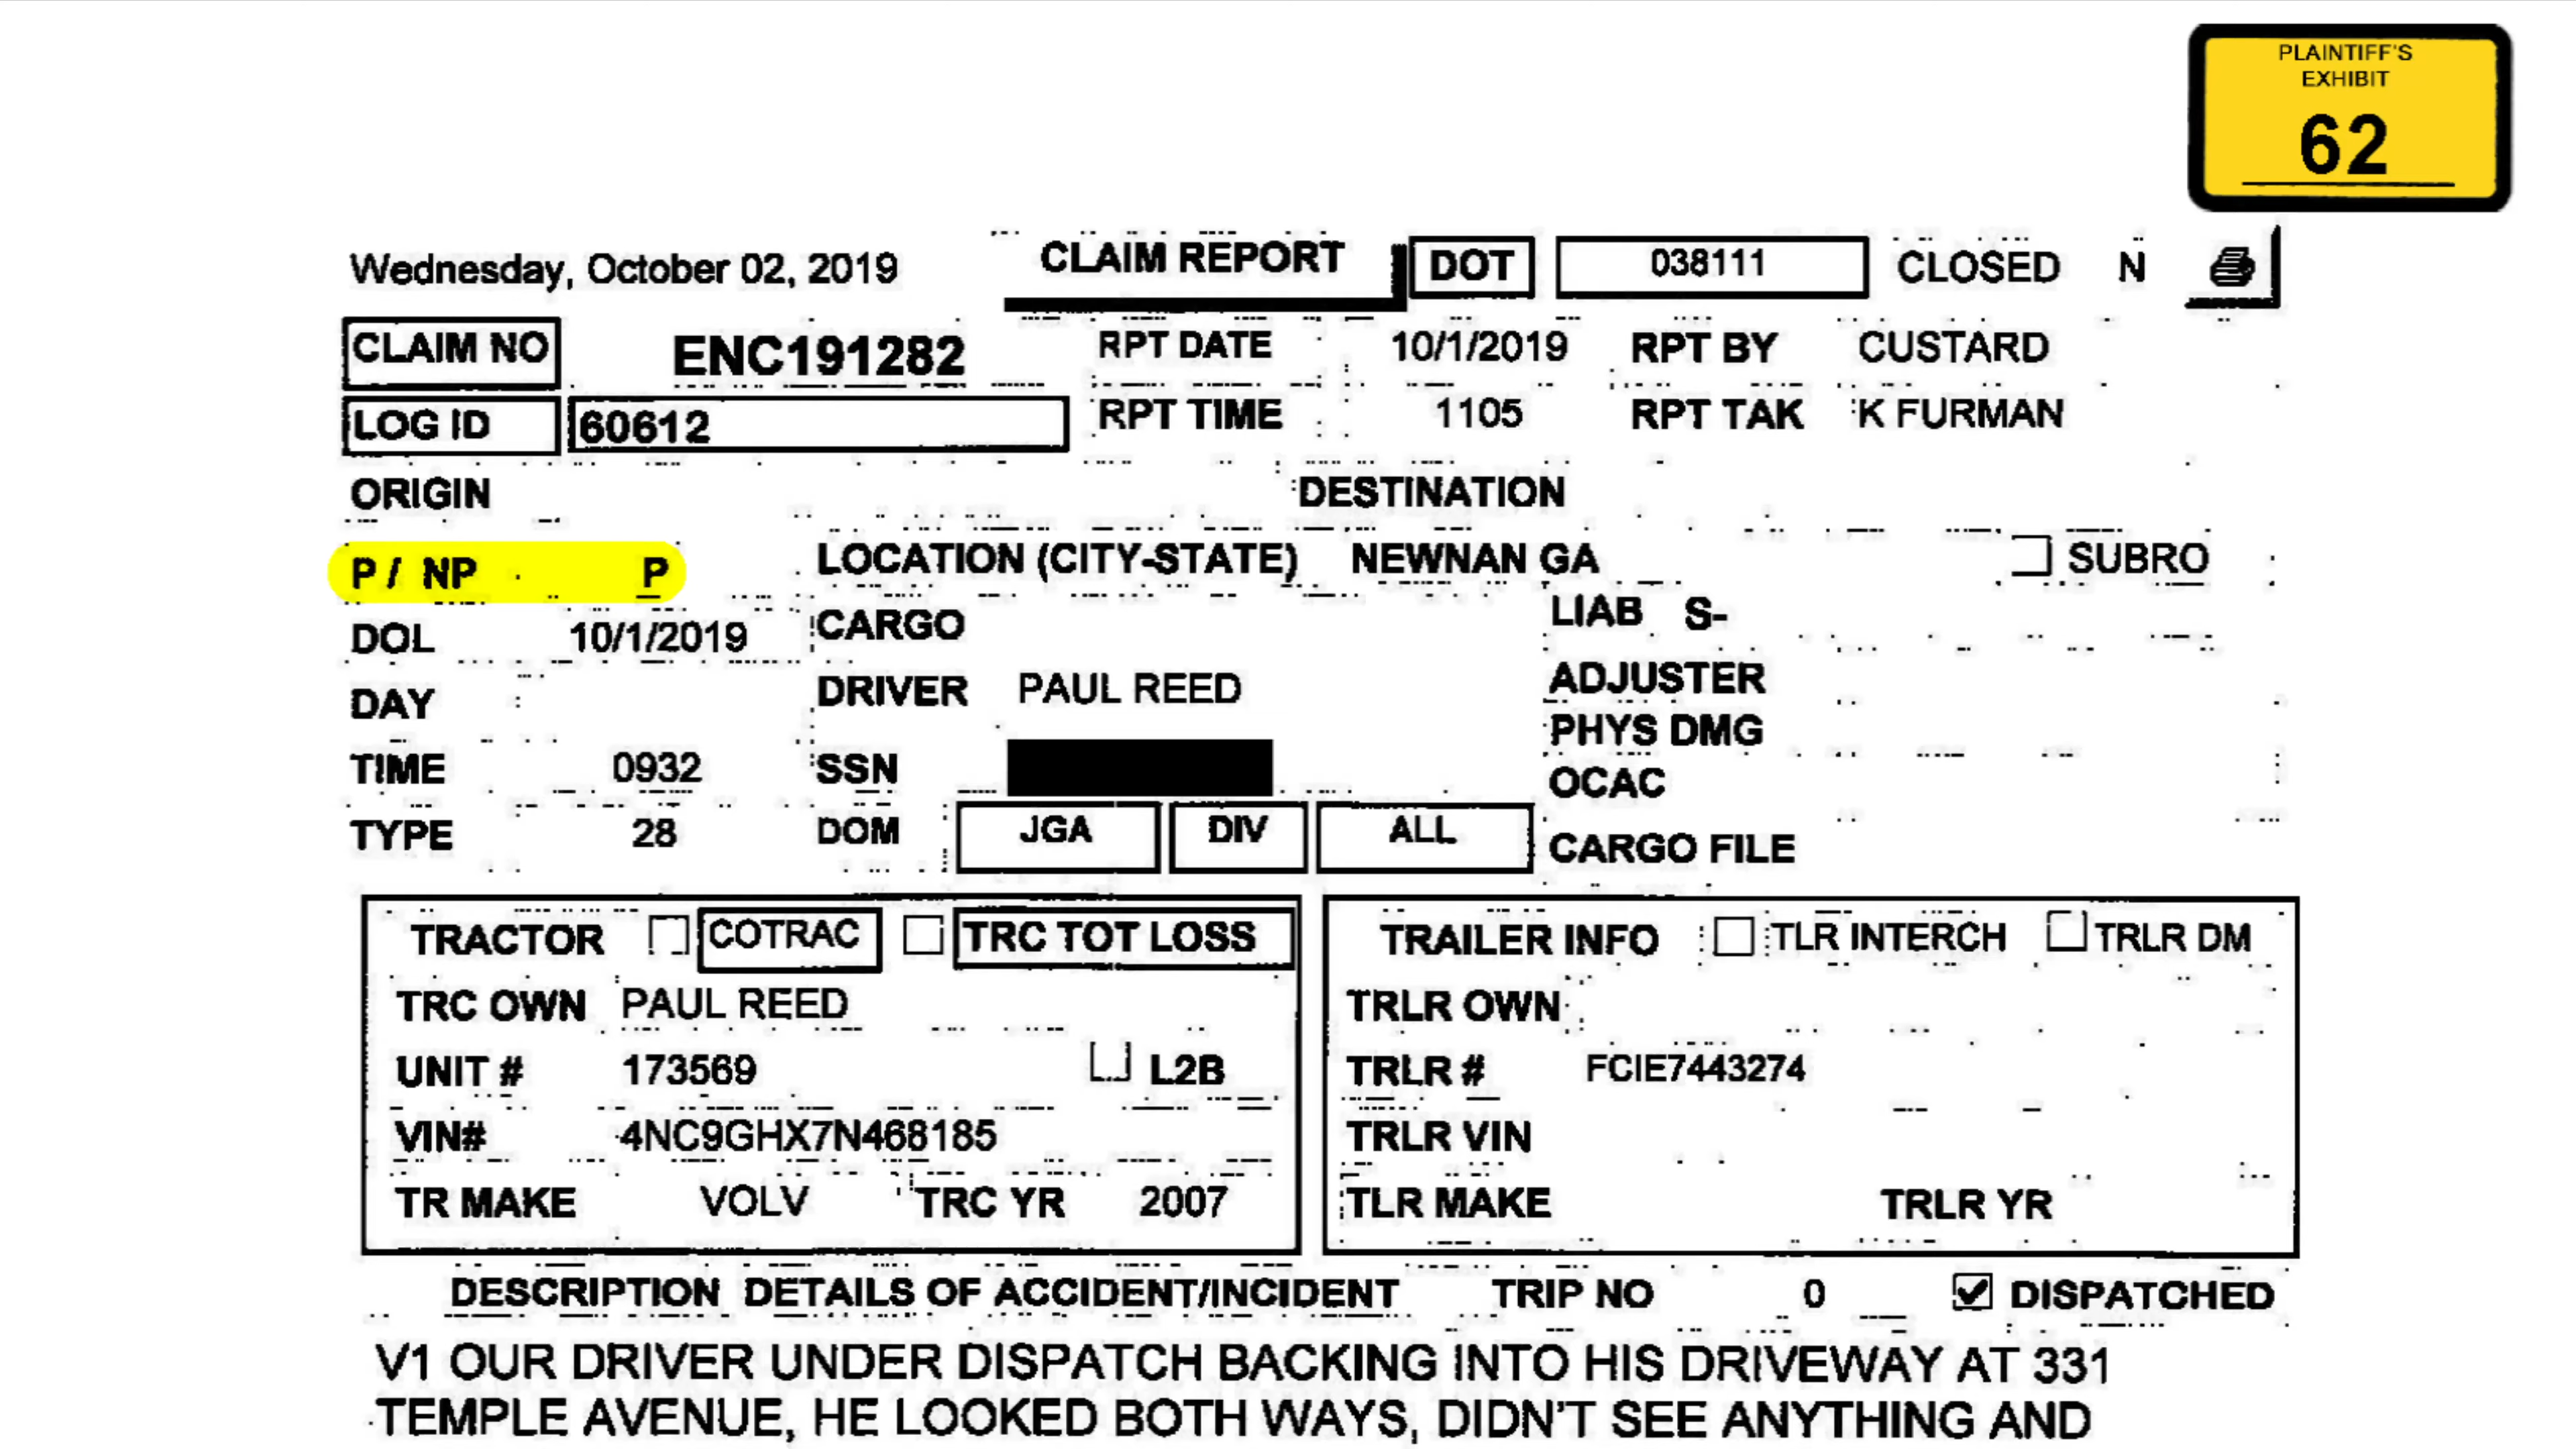 PLAINTIFF'S
EXHIBIT
62
Wednesday, October 02, 2019 CLAIM REPORT DOT 038111 CLOSED N
CLAIM NO ENC191282 RPT DATE 10/1/2019 RPT BY CUSTARD
LOG ID 60612 RPT TIME 1105 RPT TAK K FURMAN
ORIGIN DESTINATION
P / NP P LOCATION (CITY-STATE) NEWNAN GA SUBRO
DOL 10/1/2019 CARGO LIAB S-
DAY DRIVER PAUL REED ADJUSTER
PHYS DMG
TIME 0932 SSN OCAC
TYPE 28 DOM JGA DIV ALL CARGO FILE
TRACTOR COTRAC TRC TOT LOSS TRAILER INFO TLR INTERCH TRLR DM
TRC OWN PAUL REED TRLR OWN
UNIT # 173569 L2B TRLR # FCIE7443274
VIN# 4NC9GHX7N468185 TRLR VIN
TR MAKE VOLV TRC YR 2007 TLR MAKE TRLR YR
DESCRIPTION DETAILS OF ACCIDENT/INCIDENT TRIP NO 0 DISPATCHED
V1 OUR DRIVER UNDER DISPATCH BACKING INTO HIS DRIVEWAY AT 331
TEMPLE AVENUE, HE LOOKED BOTH WAYS, DIDN'T SEE ANYTHING AND